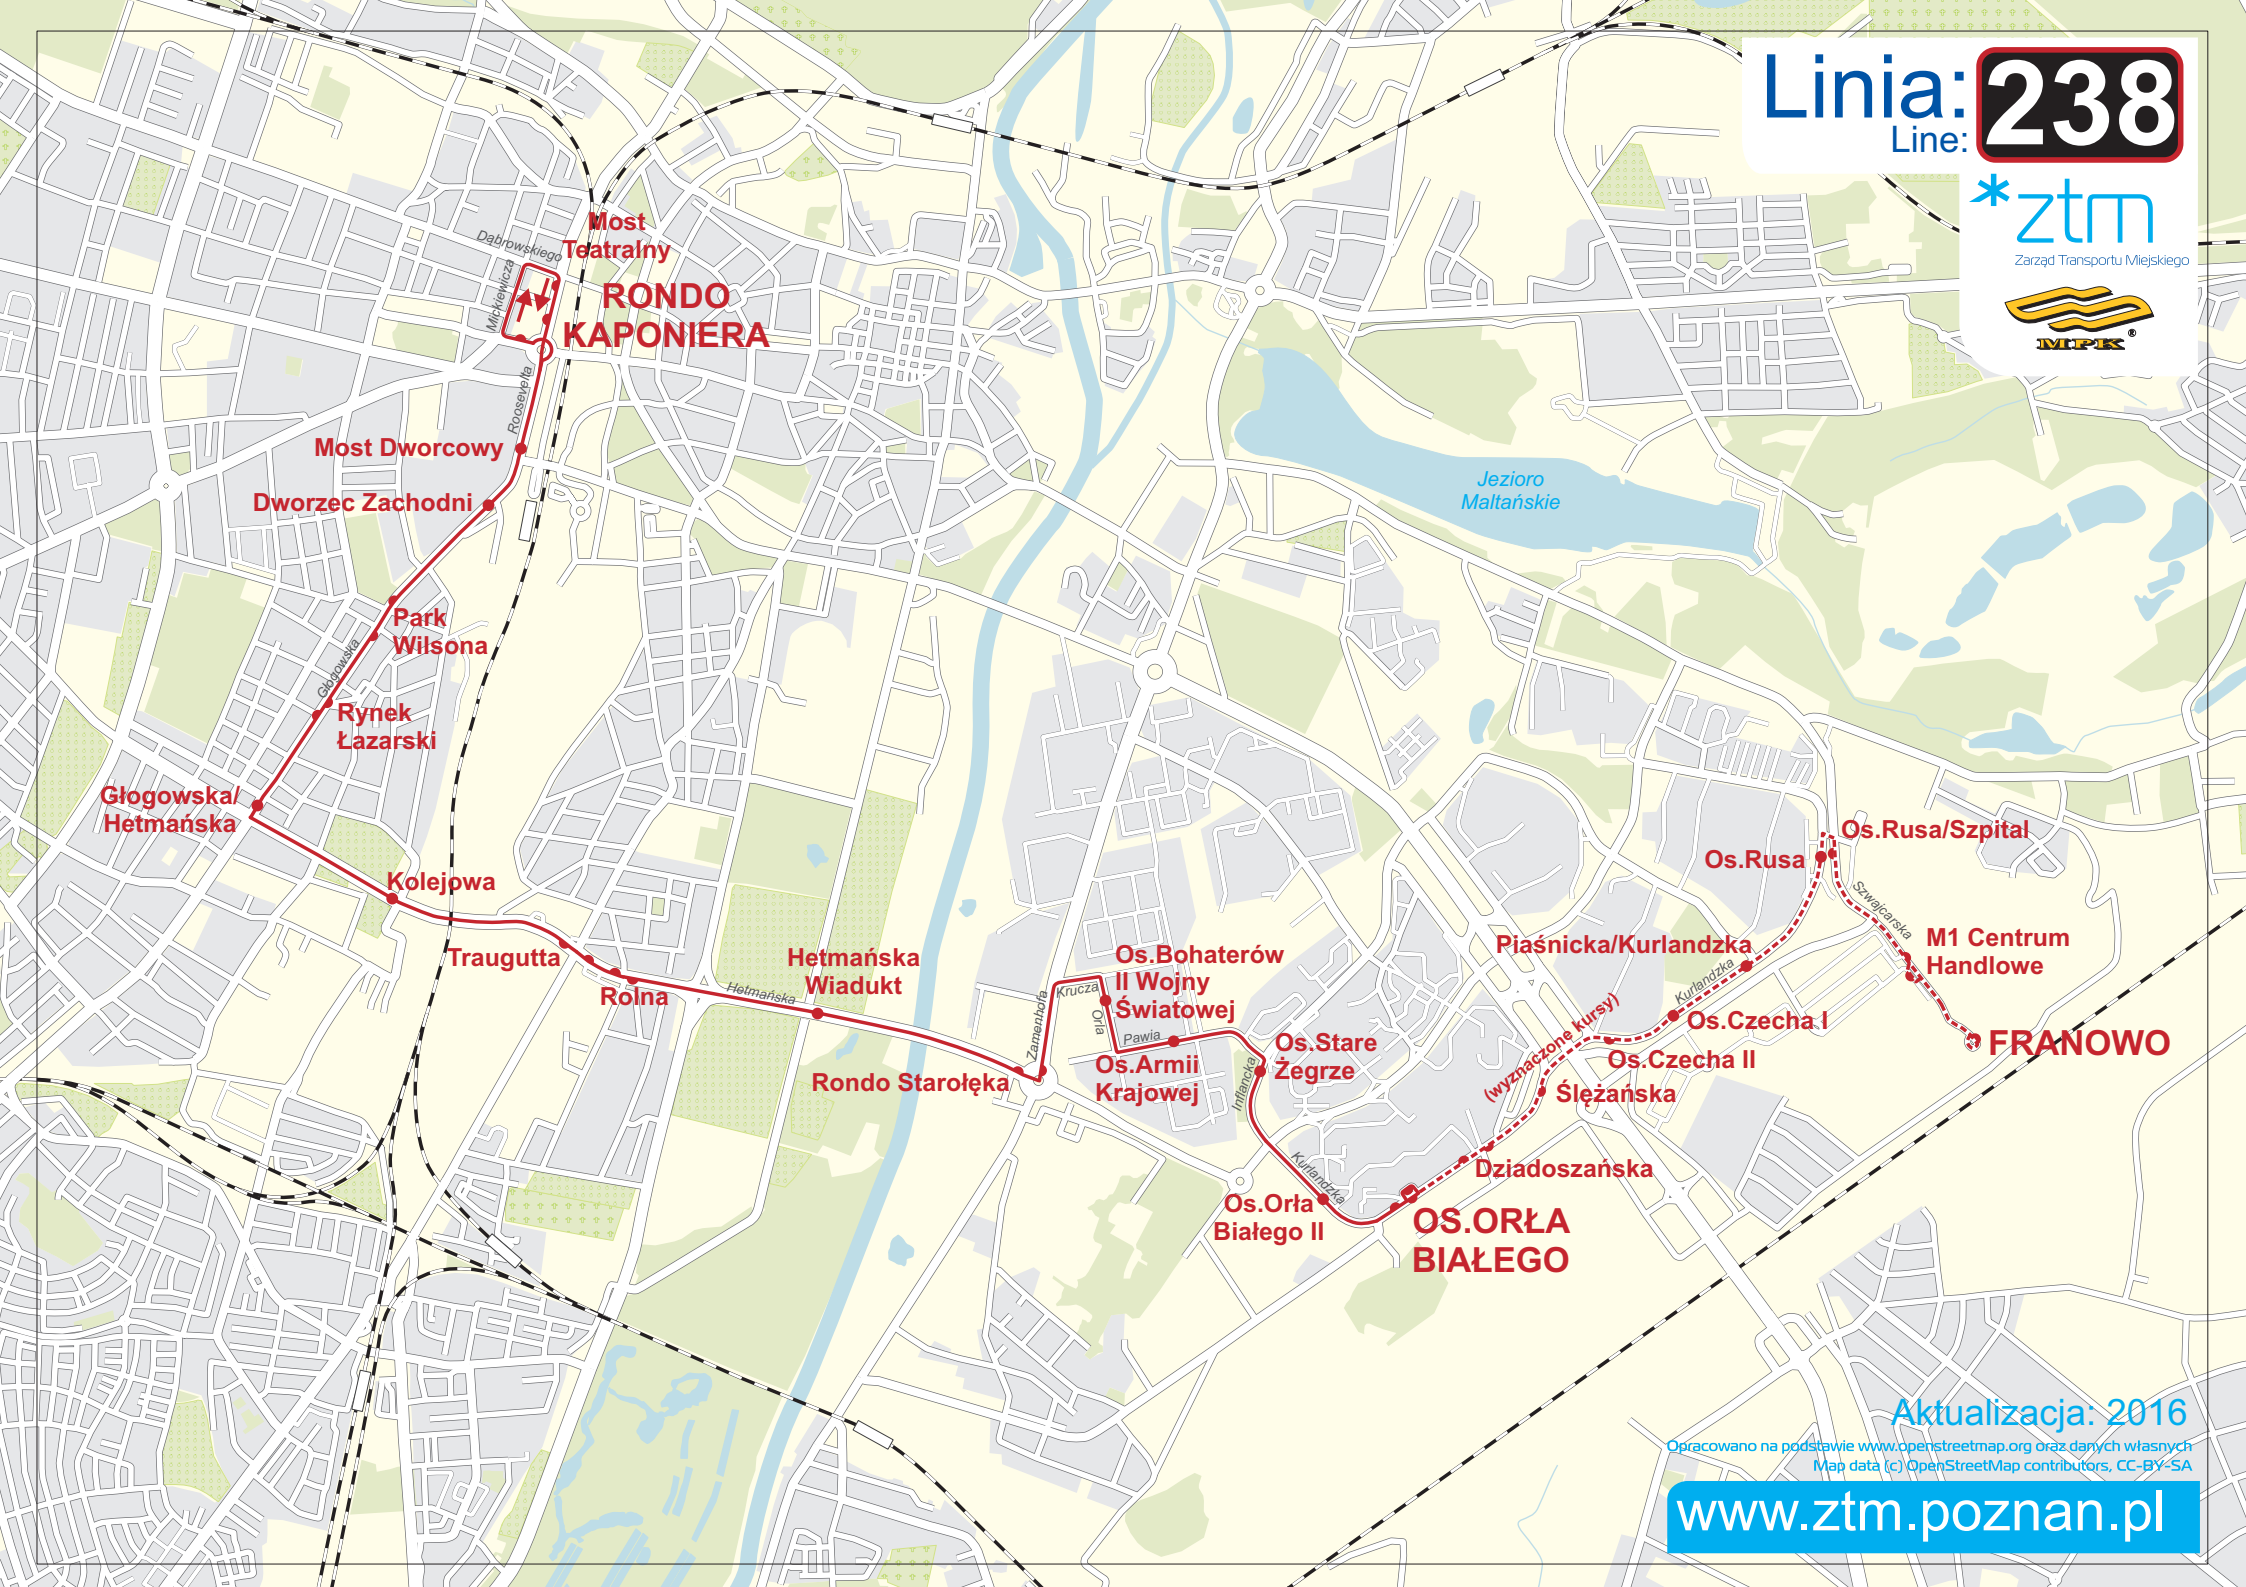 Linia: 238
Line:
*ztm
Zarząd Transportu Miejskiego
MPK®
Most
Teatralny
Dąbrowskiego
Mickiewicza
RONDO
KAPONIERA
Roosevelta
Most Dworcowy
Dworzec Zachodni
Jezioro
Maltańskie
Park
Wilsona
Głogowska
Rynek
Łazarski
Głogowska/
Hetmańska
Kolejowa
Traugutta
Rolna
Hetmańska
Hetmańska
Wiadukt
Rondo Starołęka
Zamenhofa
Krucza
Orla
Os.Bohaterów
II Wojny
Światowej
Pawia
Os.Armii
Krajowej
Inflancka
Os.Stare
Żegrze
Kurlandzka
Os.Orła
Białego II
OS.ORŁA
BIAŁEGO
Dziadoszańska
(wyznaczone kursy)
Ślężańska
Os.Czecha II
Os.Czecha I
Kurlandzka
Piaśnicka/Kurlandzka
Os.Rusa
Os.Rusa/Szpital
Szwajcarska
M1 Centrum
Handlowe
FRANOWO
Aktualizacja: 2016
Opracowano na podstawie www.openstreetmap.org oraz danych własnych
Map data (c) OpenStreetMap contributors, CC-BY-SA
www.ztm.poznan.pl